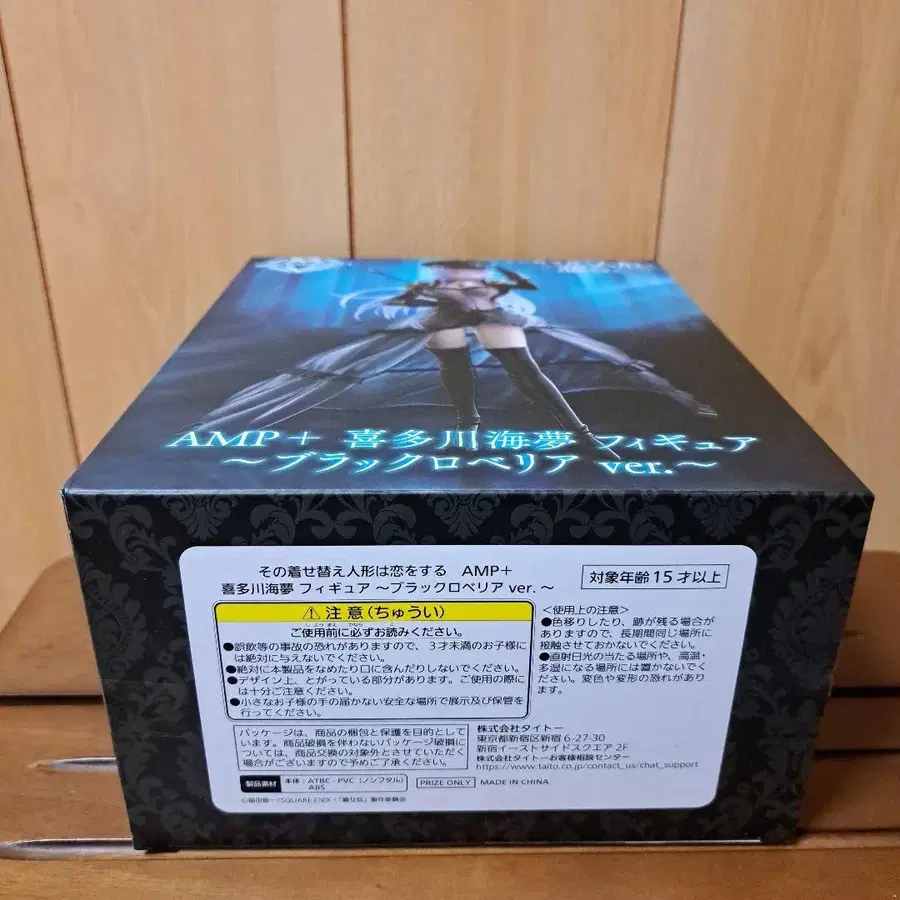 AMP+ 喜多川海夢 フィギュア
～ブラックロベリア ver.～
その着せ替え人形は恋をする AMP+
喜多川海夢 フィギュア ～ブラックロベリア ver.～
対象年齢15才以上
注意(ちゅうい)
ご使用前に必ずお読みください。
●誤飲等の事故の恐れがありますので、３才未満のお子様に
は絶対に与えないでください。
●絶対に本製品をなめたり口に含んだりしないでください。
●デザイン上、とがっている部分があります。ご使用の際に
は十分ご注意ください。
●小さなお子様の手の届かない安全な場所で展示及び保管を
行ってください。
＜使用上の注意＞
●色移りしたり、跡が残る場合が
ありますので、長期間同じ場所に
接触させておかないでください。
●直射日光の当たる場所や、高温・
多湿になる場所には置かないでく
ださい。変色や変形の恐れがあり
ます。
パッケージは、商品の梱包と保護を目的として
います。商品破損を伴わないパッケージ破損に
ついては、商品交換の対象外とさせていただく
場合がございますので予めご了承ください。
株式会社タイトー
東京都新宿区新宿 6-27-30
新宿イーストサイドスクエア 2F
株式会社タイトーお客様相談センター
https://www.taito.co.jp/contact_us/chat_support
製品素材 本体：ATBC-PVC（ノンフタル）
ABS
PRIZE ONLY MADE IN CHINA
／SQUARE ENIX・「着せ恋」製作委員会